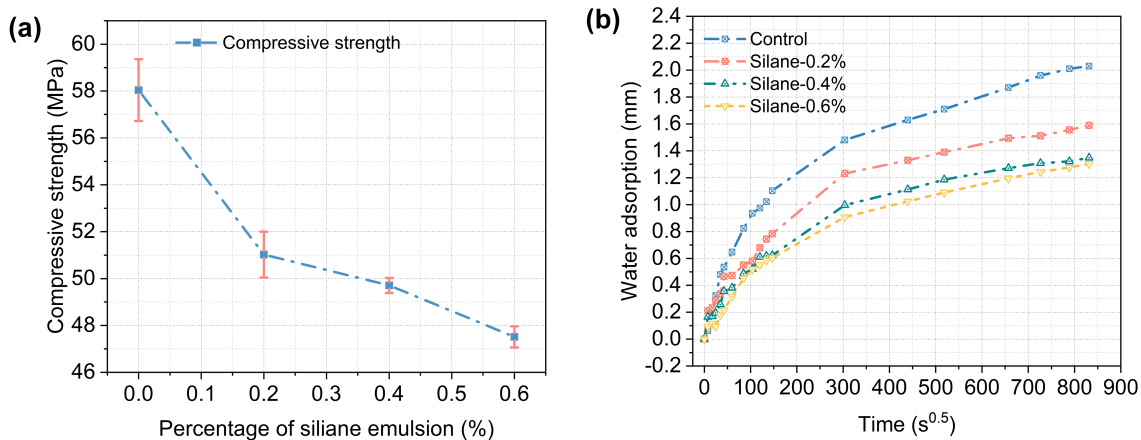 (a)
Compressive strength (MPa)
60
58
56
54
52
50
48
46
Compressive strength
0.0 0.1 0.2 0.3 0.4 0.5 0.6
Percentage of siliane emulsion (%)
(b)
Water adsorption (mm)
2.4
2.2
2.0
1.8
1.6
1.4
1.2
1.0
0.8
0.6
0.4
0.2
0.0
-0.2
Control
Silane-0.2%
Silane-0.4%
Silane-0.6%
0 100 200 300 400 500 600 700 800 900
Time (s0.5)